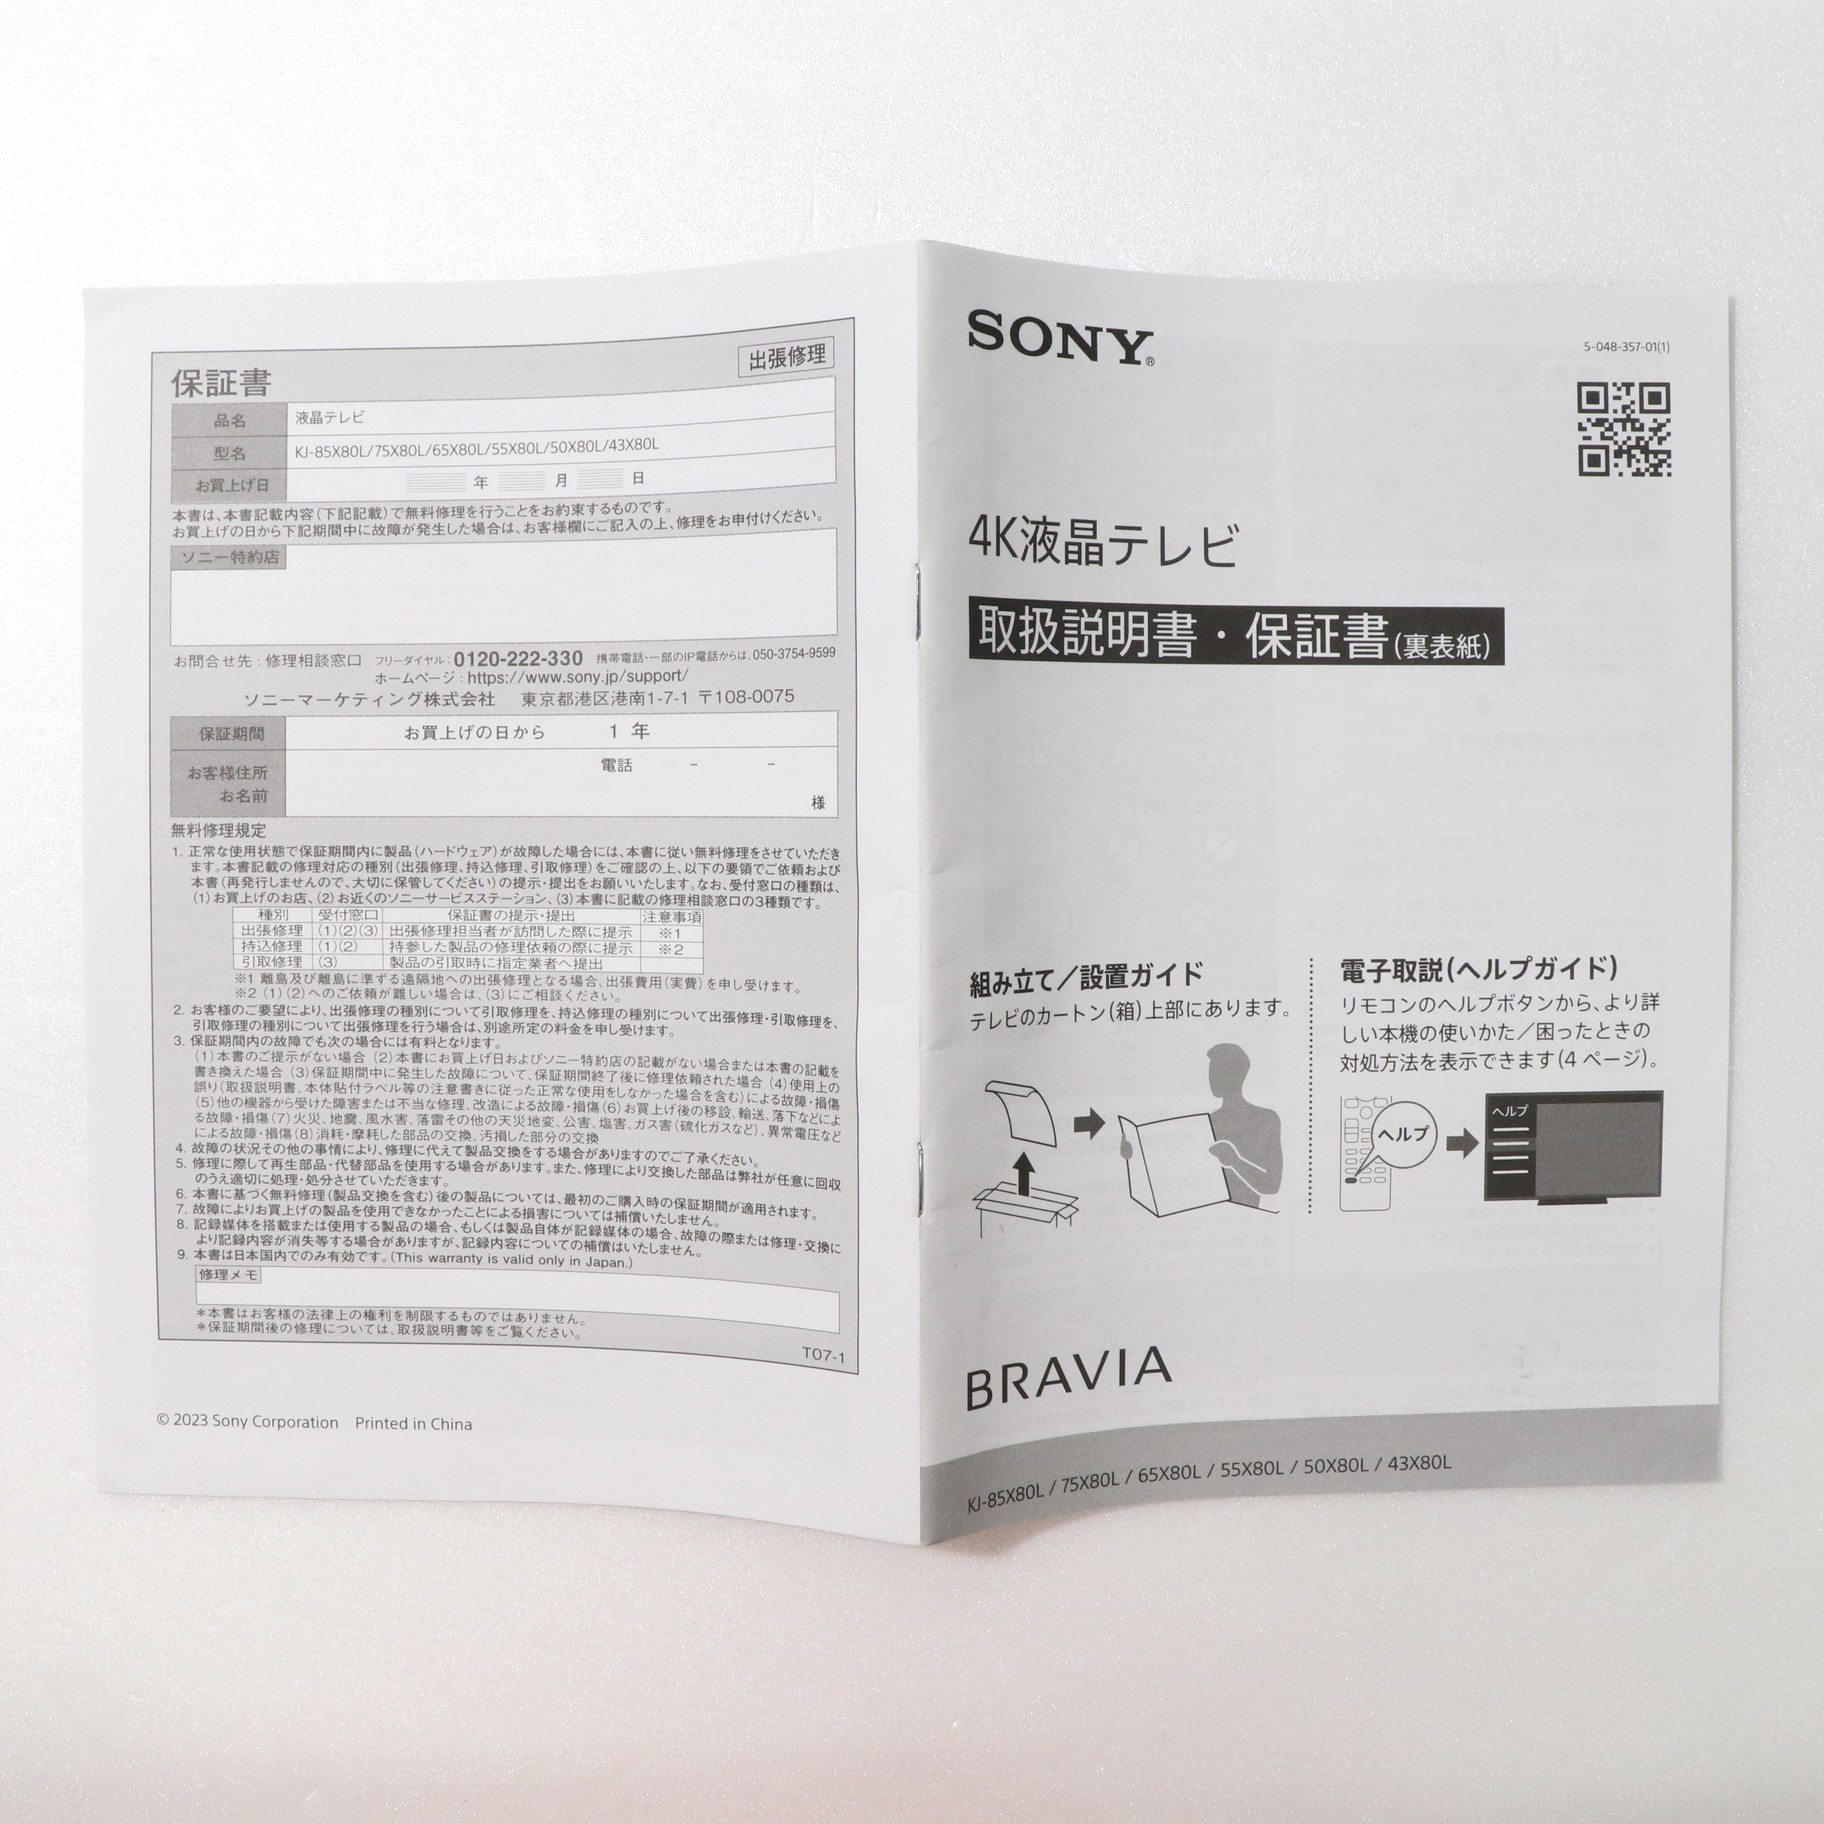 保証書
出張修理
品名 液晶テレビ
型名 KJ-85X80L/75X80L/65X80L/55X80L/50X80L/43X80L
お買上げ日 年 月 日
本書は、本書記載内容（下記記載）で無料修理を行うことをお約束するものです。
お買上げの日から下記期間中に故障が発生した場合は、お客様欄にご記入の上、修理をお申付けください。
ソニー特約店
お問合せ先：修理相談窓口 フリーダイヤル：0120-222-330 携帯電話・一部のIP電話からは、050-3754-9599
ホームページ：https://www.sony.jp/support/
ソニーマーケティング株式会社 東京都港区港南1-7-1 〒108-0075
保証期間 お買上げの日から 1 年
お客様住所 電話 － －
お名前 様
無料修理規定
1. 正常な使用状態で保証期間内に製品（ハードウェア）が故障した場合には、本書に従い無料修理をさせていただき
ます。本書記載の修理対応の種別（出張修理、持込修理、引取修理）をご確認の上、以下の要領でご依頼および
本書（再発行しませんので、大切に保管してください）の提示・提出をお願いいたします。なお、受付窓口の種類は、
（1）お買上げのお店、（2）お近くのソニーサービスステーション、（3）本書に記載の修理相談窓口の3種類です。
種別 受付窓口 保証書の提示・提出 注意事項
出張修理 （1）（2）（3） 出張修理担当者が訪問した際に提示 ※1
持込修理 （1）（2） 持参した製品の修理依頼の際に提示 ※2
引取修理 （3） 製品の引取時に指定業者へ提出
※1 離島及び離島に準ずる遠隔地への出張修理となる場合、出張費用（実費）を申し受けます。
※2（1）（2）へのご依頼が難しい場合は、（3）にご相談ください。
2. お客様のご要望により、出張修理の種別について引取修理を、持込修理の種別について出張修理・引取修理を、
引取修理の種別について出張修理を行う場合は、別途所定の料金を申し受けます。
3. 保証期間内の故障でも次の場合には有料となります。
（1）本書のご提示がない場合（2）本書にお買上げ日およびソニー特約店の記載がない場合または本書の記載を
書き換えた場合（3）保証期間中に発生した故障について、保証期間終了後に修理依頼された場合（4）使用上の
誤り（取扱説明書、本体貼付ラベル等の注意書きに従った正常な使用をしなかった場合を含む）による故障・損傷
（5）他の機器から受けた障害または不当な修理、改造による故障・損傷（6）お買上げ後の移設、輸送、落下などによ
る故障・損傷（7）火災、地震、風水害、落雷その他の天災地変、公害、塩害、ガス害（硫化ガスなど）、異常電圧など
による故障・損傷（8）消耗・摩耗した部品の交換、汚損した部分の交換
4. 故障の状況その他の事情により、修理に代えて製品交換をする場合がありますのでご了承ください。
5. 修理に際して再生部品・代替部品を使用する場合があります。また、修理により交換した部品は弊社が任意に回収
のうえ適切に処理・処分させていただきます。
6. 本書に基づく無料修理（製品交換を含む）後の製品については、最初のご購入時の保証期間が適用されます。
7. 故障によりお買上げの製品を使用できなかったことによる損害については補償いたしません。
8. 記録媒体を搭載または使用する製品の場合、もしくは製品自体が記録媒体の場合、故障の際または修理・交換に
より記録内容が消失等する場合がありますが、記録内容についての補償はいたしません。
9. 本書は日本国内でのみ有効です。（This warranty is valid only in Japan.）
修理メモ
＊本書はお客様の法律上の権利を制限するものではありません。
＊保証期間後の修理については、取扱説明書等をご覧ください。
T07-1
© 2023 Sony Corporation Printed in China
SONY®
5-048-357-01(1)
4K液晶テレビ
取扱説明書・保証書（裏表紙）
組み立て／設置ガイド
テレビのカートン（箱）上部にあります。
電子取説（ヘルプガイド）
リモコンのヘルプボタンから、より詳
しい本機の使いかた／困ったときの
対処方法を表示できます（4 ページ）。
ヘルプ
ヘルプ
BRAVIA
KJ-85X80L / 75X80L / 65X80L / 55X80L / 50X80L / 43X80L